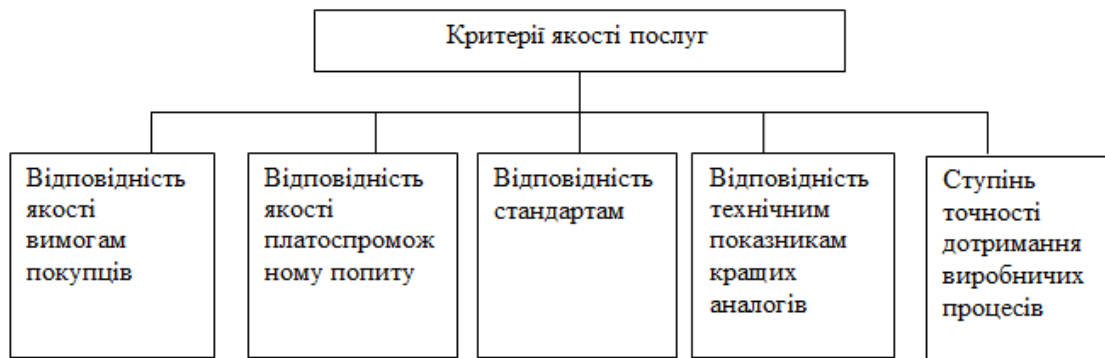 Критерії якості послуг
Відповідність
якості
вимогам
покупців
Відповідність
якості
платоспромож
ному попиту
Відповідність
стандартам
Відповідність
технічним
показникам
кращих
аналогів
Ступінь
точності
дотримання
виробничих
процесів